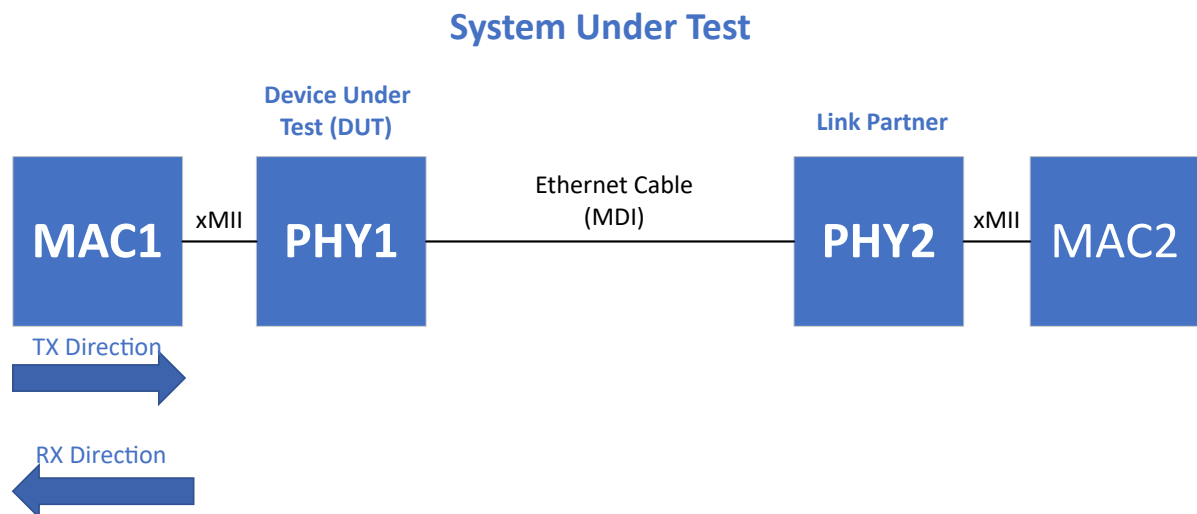 System Under Test
Device Under
Test (DUT)
Link Partner
MAC1
xMII
PHY1
Ethernet Cable
(MDI)
PHY2
xMII
MAC2
TX Direction
RX Direction